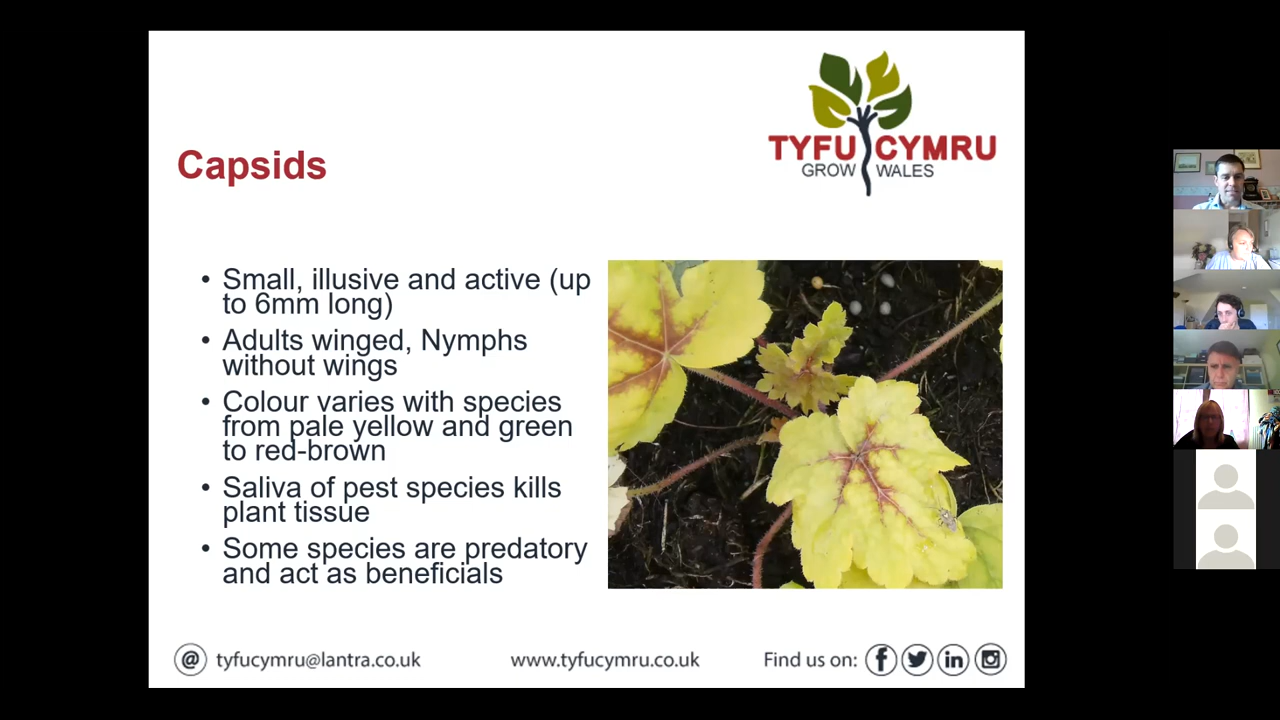 TYFU CYMRU
GROW WALES
Capsids
• Small, illusive and active (up
to 6mm long)
• Adults winged, Nymphs
without wings
• Colour varies with species
from pale yellow and green
to red-brown
• Saliva of pest species kills
plant tissue
• Some species are predatory
and act as beneficials
@ tyfucymru@lantra.co.uk
www.tyfucymru.co.uk
Find us on: